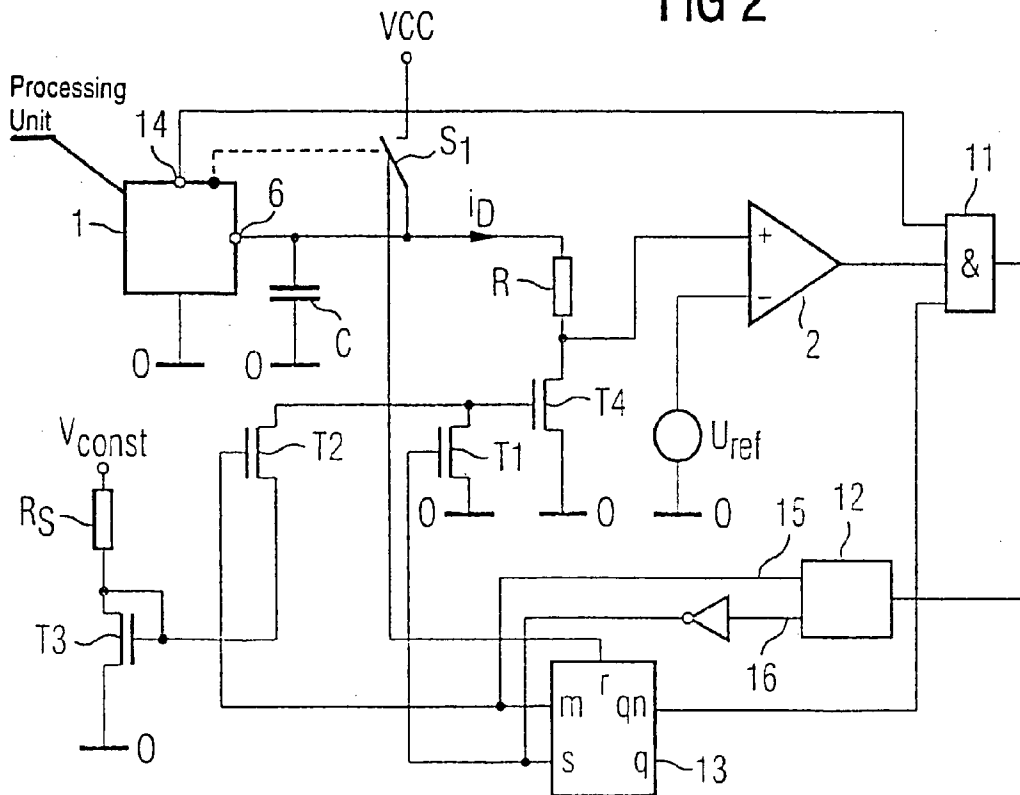 FIG 2
VCC
Processing
Unit
14
S1
11
6
iD
1
+
R
&
−
2
C
0
0
T4
Vconst
T2
T1
Uref
RS
0
0
0
12
15
T3
16
r
m
qn
0
s
q
13